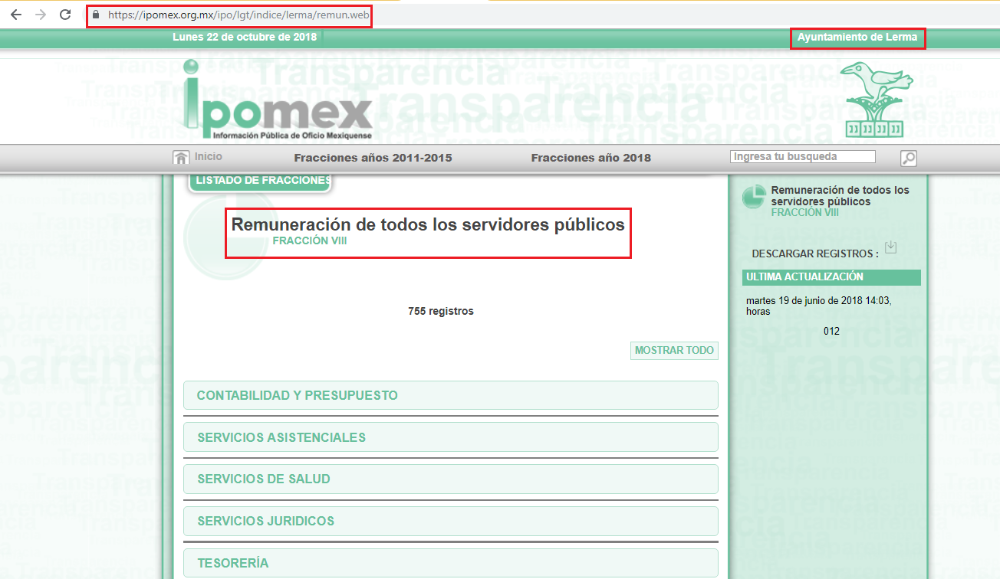 https://ipomex.org.mx/ipo/lgt/indice/lerma/remun.web
Lunes 22 de octubre de 2018
Ayuntamiento de Lerma
ipomex
Información Pública de Oficio Mexiquense
Inicio
Fracciones años 2011-2015
Fracciones año 2018
Ingresa tu busqueda
LISTADO DE FRACCIONES
Remuneración de todos los servidores públicos
FRACCIÓN VIII
755 registros
MOSTRAR TODO
CONTABILIDAD Y PRESUPUESTO
SERVICIOS ASISTENCIALES
SERVICIOS DE SALUD
SERVICIOS JURIDICOS
TESORERÍA
Remuneración de todos los
servidores públicos
FRACCIÓN VIII
DESCARGAR REGISTROS :
ULTIMA ACTUALIZACIÓN
martes 19 de junio de 2018 14:03,
horas
012
Transparencia